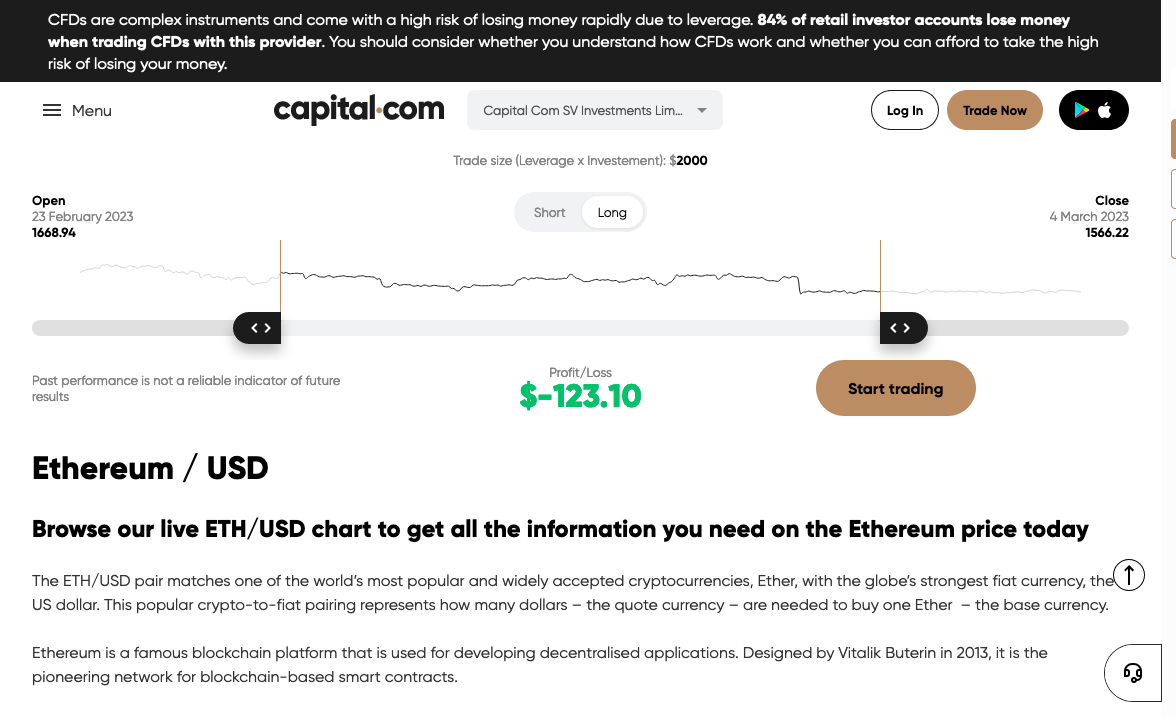 CFDs are complex instruments and come with a high risk of losing money rapidly due to leverage. 84% of retail investor accounts lose money
when trading CFDs with this provider. You should consider whether you understand how CFDs work and whether you can afford to take the high
risk of losing your money.
Menu
capital.com
Capital Com SV Investments Lim...
Log In
Trade Now
Trade size (Leverage x Investement): $2000
Open
23 February 2023
1668.94
Short
Long
Close
4 March 2023
1566.22
Past performance is not a reliable indicator of future
results
Profit/Loss
$-123.10
Start trading
Ethereum / USD
Browse our live ETH/USD chart to get all the information you need on the Ethereum price today
The ETH/USD pair matches one of the world’s most popular and widely accepted cryptocurrencies, Ether, with the globe’s strongest fiat currency, the
US dollar. This popular crypto-to-fiat pairing represents how many dollars – the quote currency – are needed to buy one Ether – the base currency.
Ethereum is a famous blockchain platform that is used for developing decentralised applications. Designed by Vitalik Buterin in 2013, it is the
pioneering network for blockchain-based smart contracts.